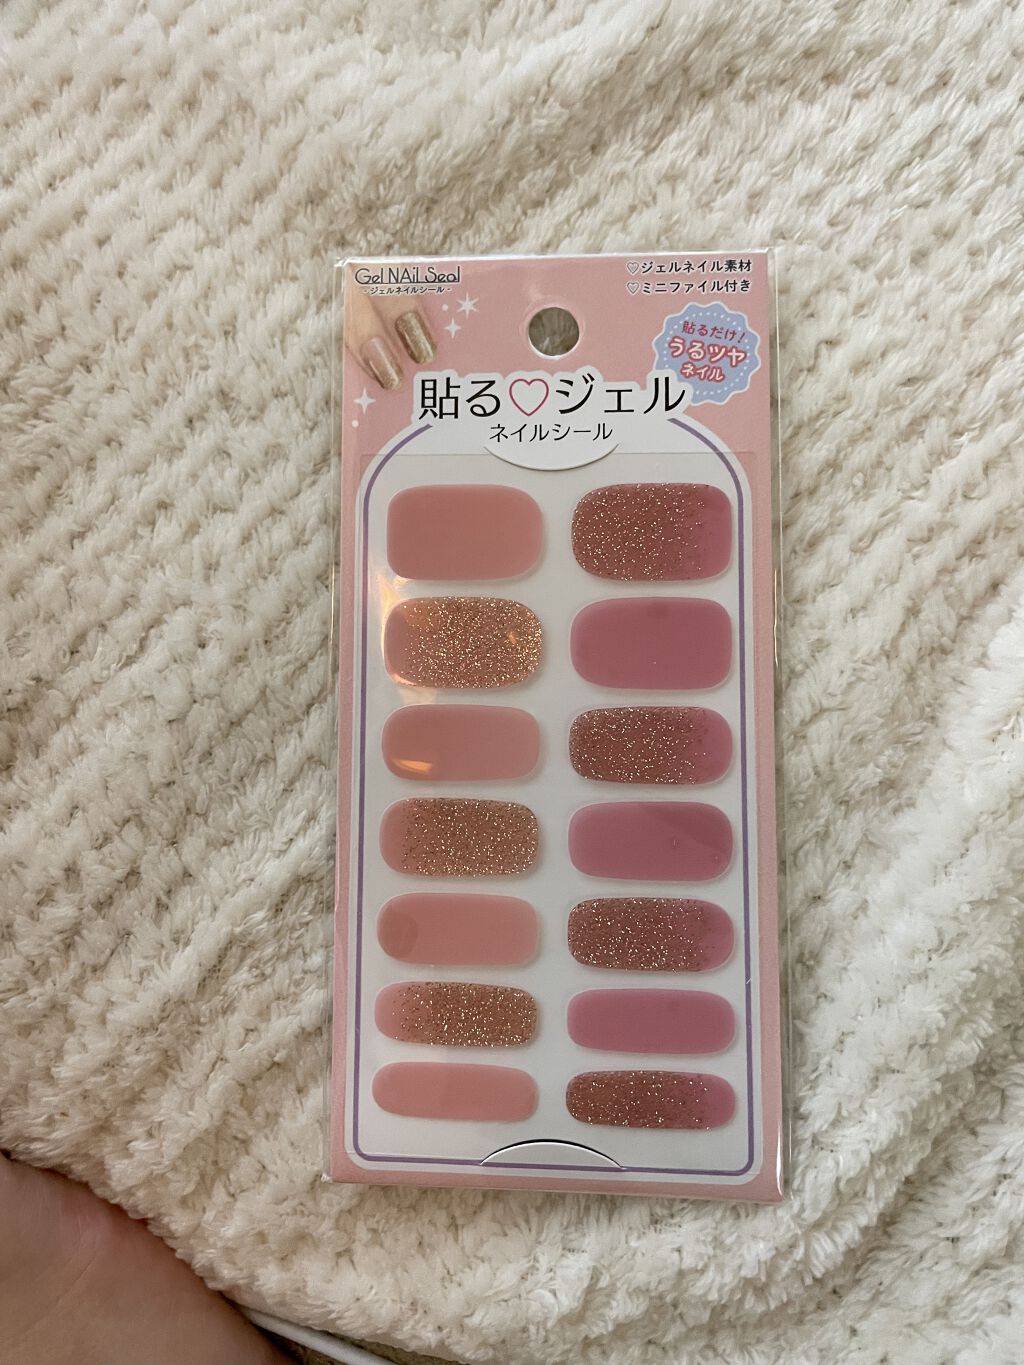 Gel NAiL Seal
-ジェルネイルシール-
♡ジェルネイル素材
♡ミニファイル付き
貼るだけ!
うるツヤ
ネイル
貼る♡ジェル
ネイルシール